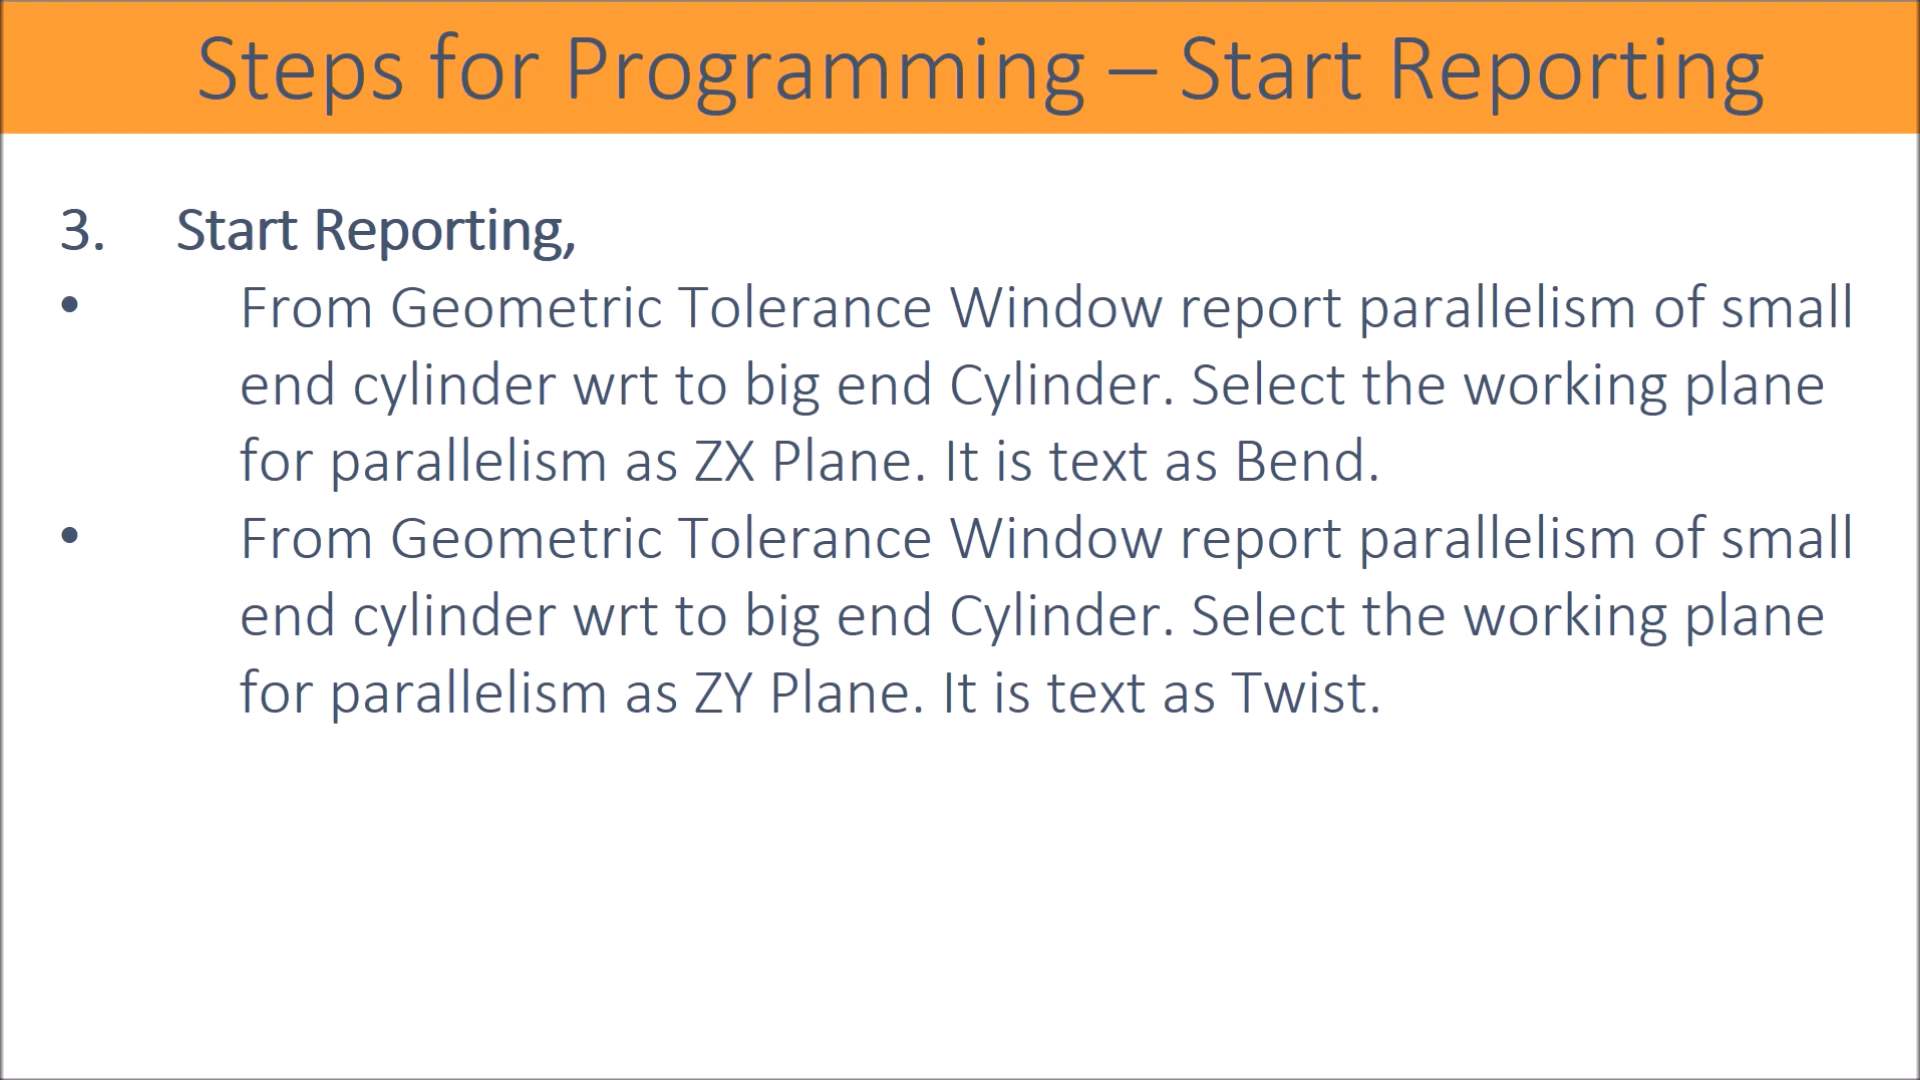 Steps for Programming – Start Reporting
3. Start Reporting,
• From Geometric Tolerance Window report parallelism of small
end cylinder wrt to big end Cylinder. Select the working plane
for parallelism as ZX Plane. It is text as Bend.
• From Geometric Tolerance Window report parallelism of small
end cylinder wrt to big end Cylinder. Select the working plane
for parallelism as ZY Plane. It is text as Twist.